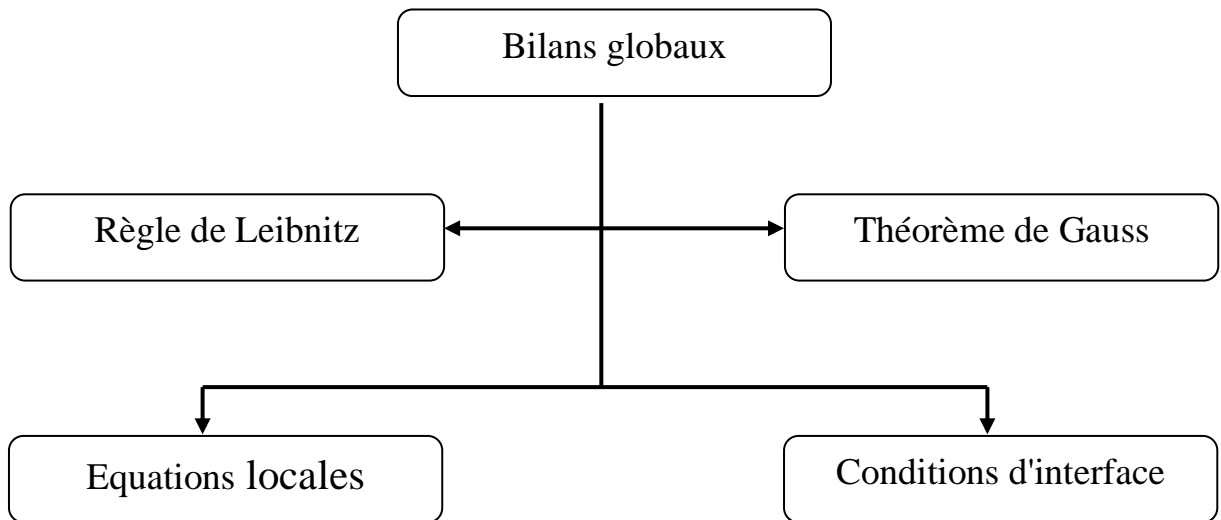 Bilans globaux
Règle de Leibnitz
Théorème de Gauss
Equations locales
Conditions d'interface